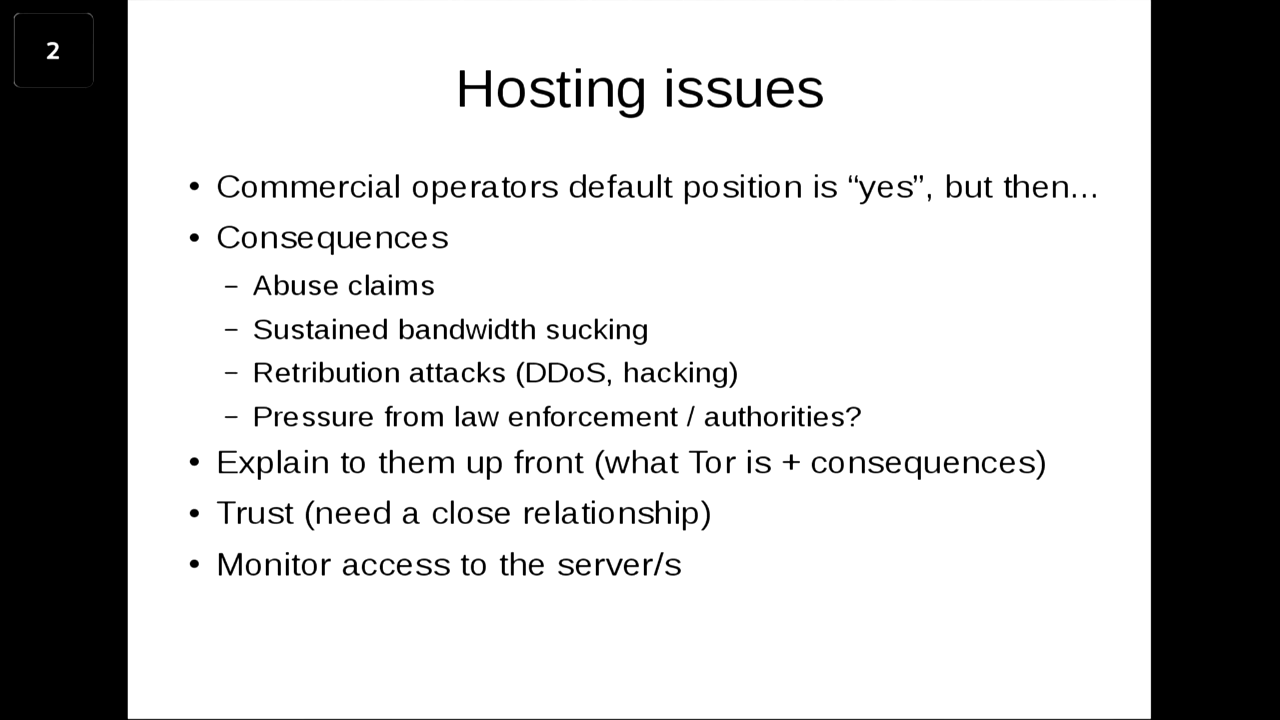 2
Hosting issues
• Commercial operators default position is “yes”, but then...
• Consequences
– Abuse claims
– Sustained bandwidth sucking
– Retribution attacks (DDoS, hacking)
– Pressure from law enforcement / authorities?
• Explain to them up front (what Tor is + consequences)
• Trust (need a close relationship)
• Monitor access to the server/s